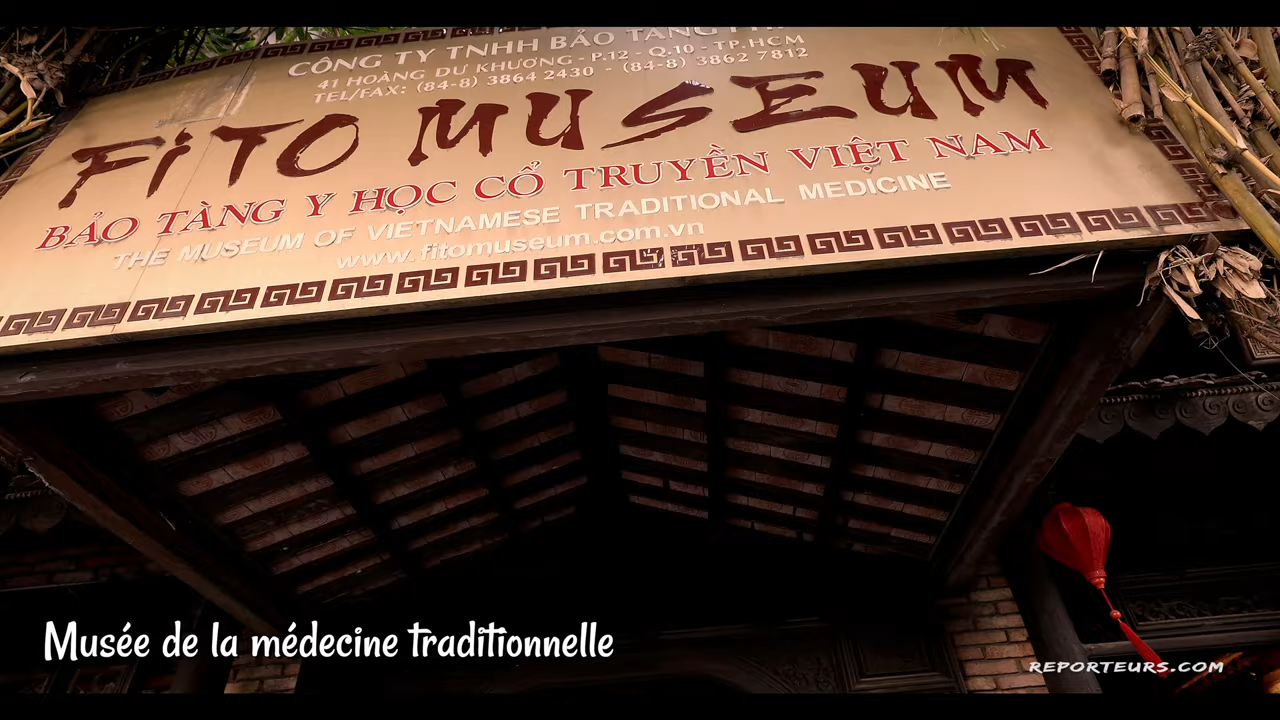 CÔNG TY TNHH BẢO TÀNG
41 HOÀNG DƯ KHƯƠNG - P.12 - Q.10 - TP.HCM
TEL/FAX: (84-8) 3864 2430 - (84-8) 3862 7812
FiTO MUSEUM
BẢO TÀNG Y HỌC CỔ TRUYỀN VIỆT NAM
THE MUSEUM OF VIETNAMESE TRADITIONAL MEDICINE
www.fitomuseum.com.vn
Musée de la médecine traditionnelle
REPORTEURS.COM